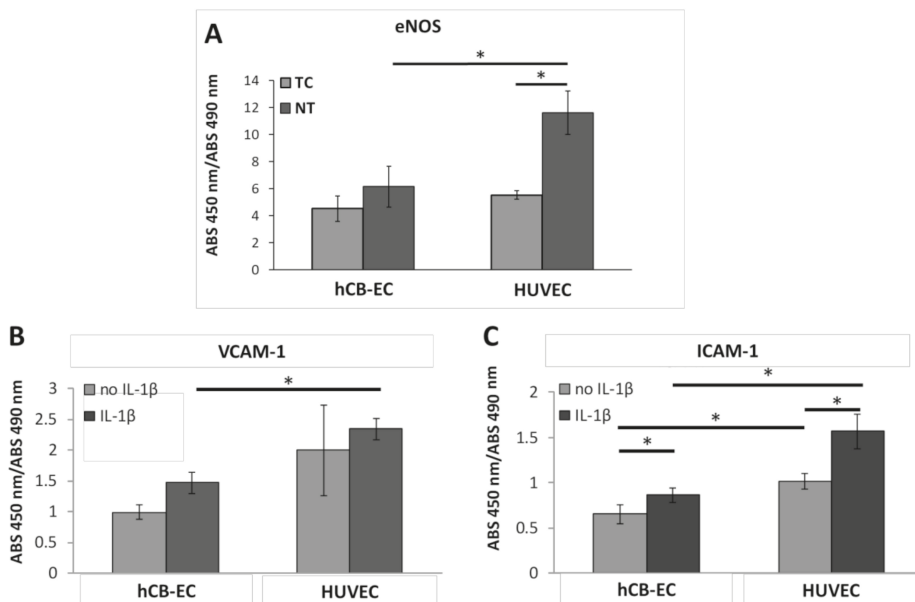 A
eNOS
*
*
ABS 450 nm/ABS 490 nm
14
12
10
8
6
4
2
0
TC
NT
hCB-EC
HUVEC
B
VCAM-1
*
ABS 450 nm/ABS 490 nm
3
2.5
2
1.5
1
0.5
0
no IL-1β
IL-1β
hCB-EC
HUVEC
C
ICAM-1
*
*
*
*
ABS 450 nm/ABS 490 nm
2
1.5
1
0.5
0
no IL-1β
IL-1β
hCB-EC
HUVEC